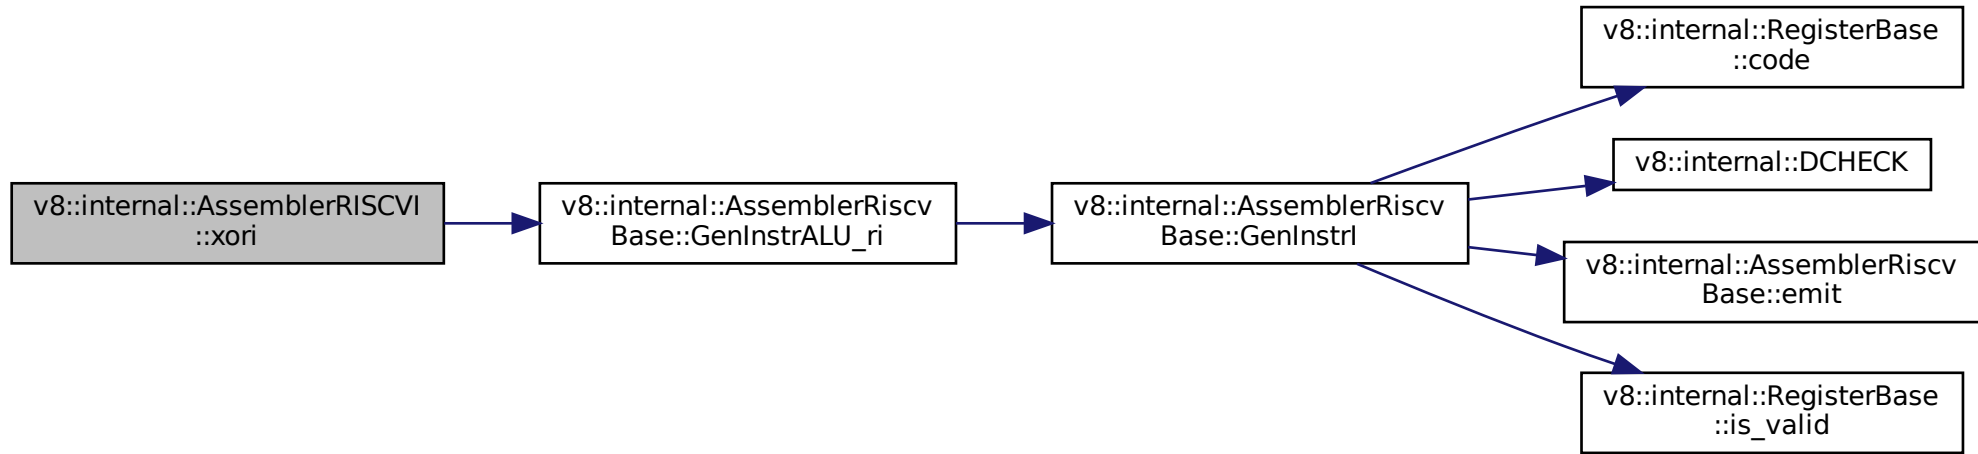 v8::internal::AssemblerRISCVI
::xori
v8::internal::AssemblerRiscv
Base::GenInstrALU_ri
v8::internal::AssemblerRiscv
Base::GenInstrI
v8::internal::RegisterBase
::code
v8::internal::DCHECK
v8::internal::AssemblerRiscv
Base::emit
v8::internal::RegisterBase
::is_valid